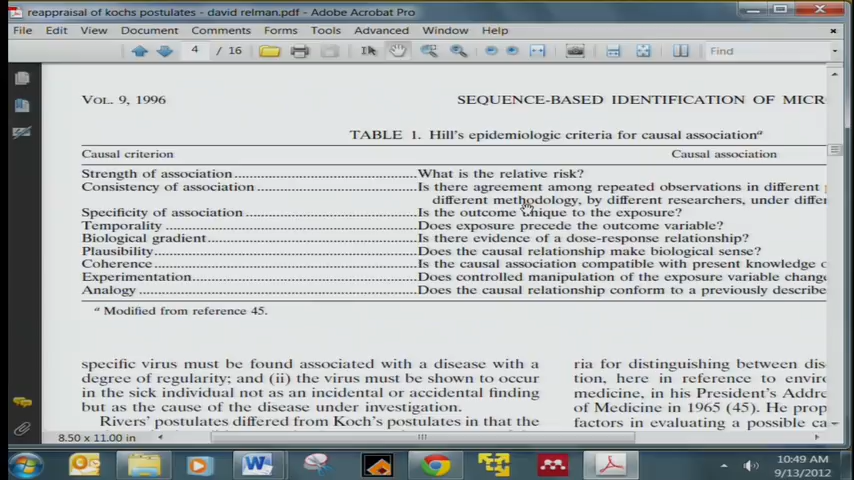 reappraisal of kochs postulates - david relman.pdf - Adobe Acrobat Pro
File Edit View Document Comments Forms Tools Advanced Window Help
4 / 16 Find
VOL. 9, 1996 SEQUENCE-BASED IDENTIFICATION OF MICR
TABLE 1. Hill's epidemiologic criteria for causal associationᵃ
Causal criterion Causal association
Strength of association What is the relative risk?
Consistency of association Is there agreement among repeated observations in different
different methodology, by different researchers, under differ
Specificity of association Is the outcome unique to the exposure?
Temporality Does exposure precede the outcome variable?
Biological gradient Is there evidence of a dose-response relationship?
Plausibility Does the causal relationship make biological sense?
Coherence Is the causal association compatible with present knowledge o
Experimentation Does controlled manipulation of the exposure variable chang
Analogy Does the causal relationship conform to a previously describe
ᵃ Modified from reference 45.
specific virus must be found associated with a disease with a
degree of regularity; and (ii) the virus must be shown to occur
in the sick individual not as an incidental or accidental finding
but as the cause of the disease under investigation.
Rivers' postulates differed from Koch's postulates in that the
ria for distinguishing between dise
tion, here in reference to enviro
medicine, in his President's Addre
of Medicine in 1965 (45). He prop
factors in evaluating a possible ca
8.50 x 11.00 in
10:49 AM
9/13/2012